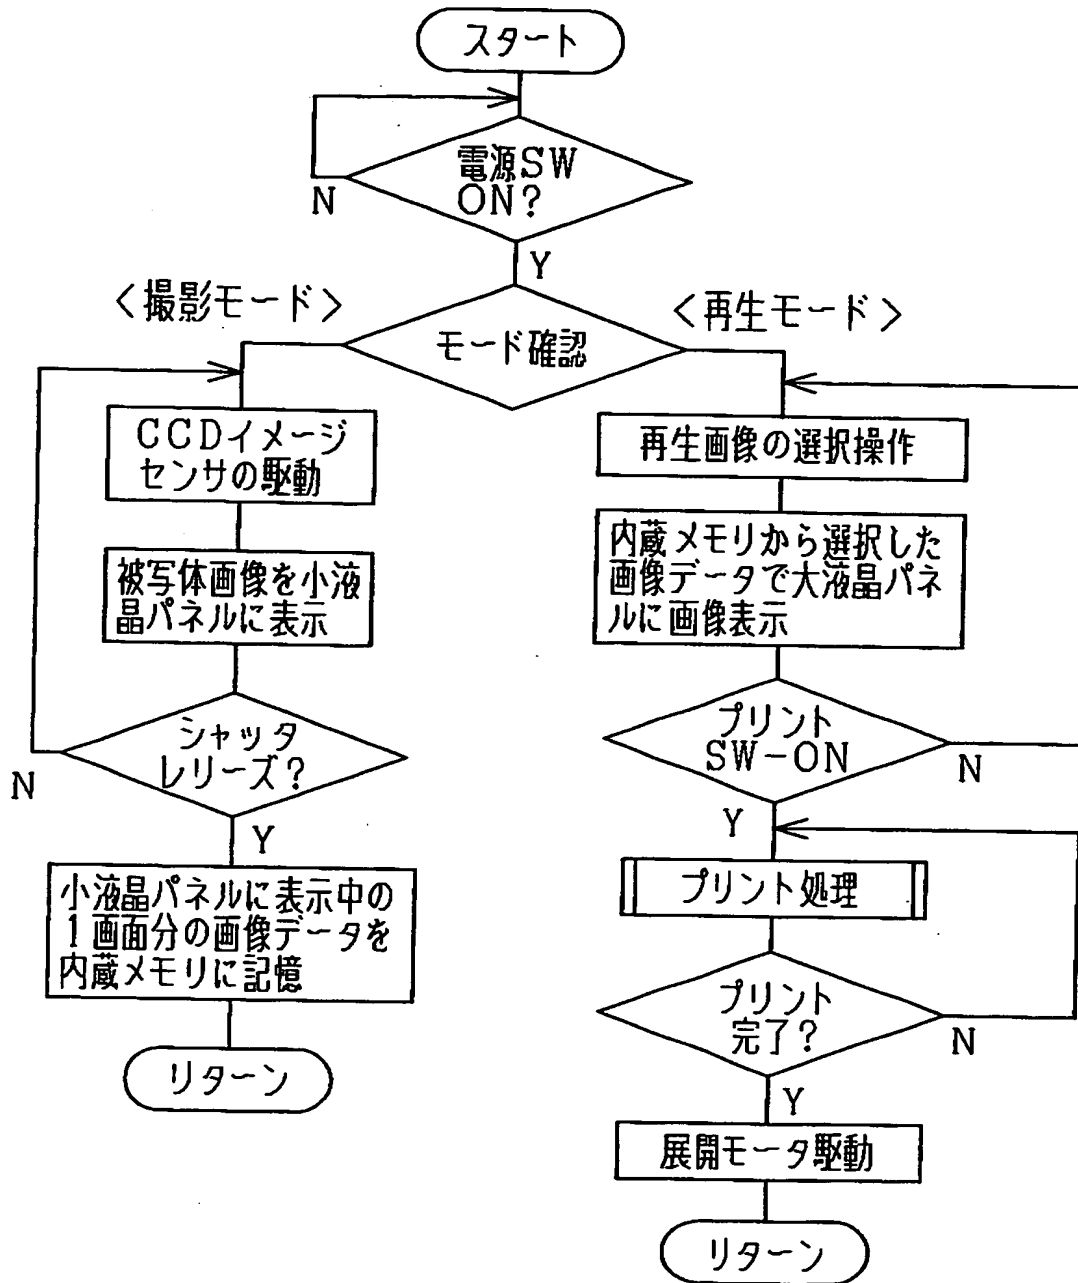 スタート
電源SW
ON?
N
Y
<撮影モード>
モード確認
<再生モード>
CCDイメージ
センサの駆動
被写体画像を小液
晶パネルに表示
シャッタ
レリーズ?
N
Y
小液晶パネルに表示中の
1画面分の画像データを
内蔵メモリに記憶
リターン
再生画像の選択操作
内蔵メモリから選択した
画像データで大液晶パネ
ルに画像表示
プリント
SW-ON
N
Y
プリント処理
プリント
完了?
N
Y
展開モータ駆動
リターン